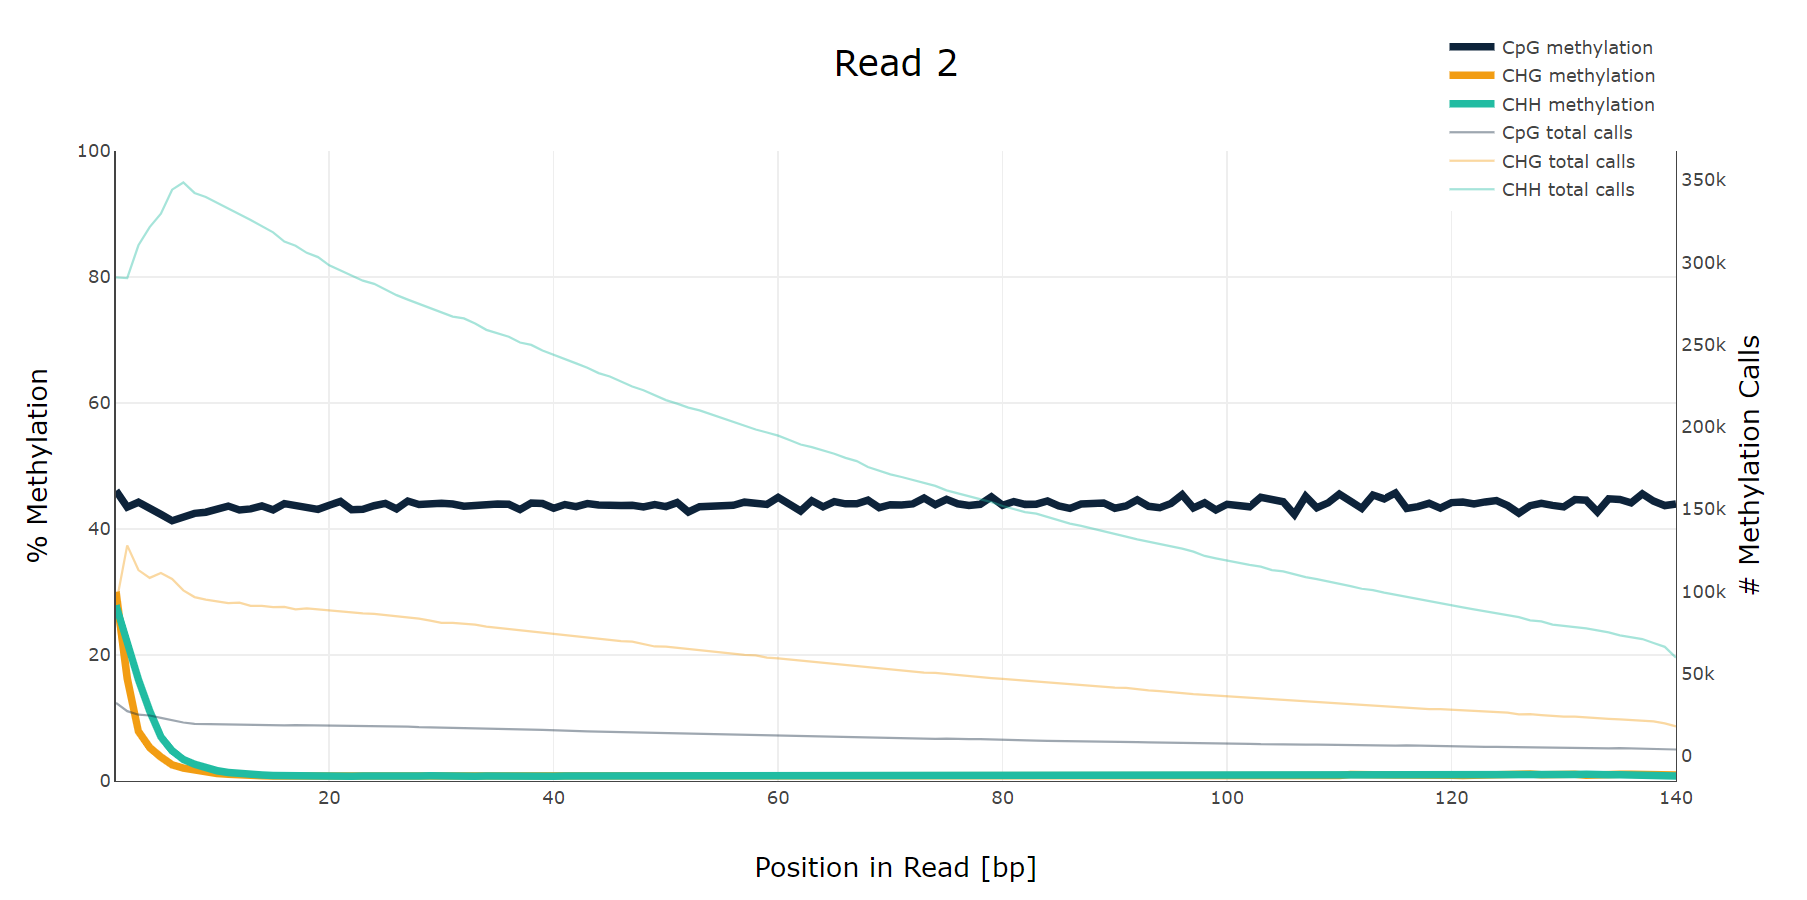 Read 2
CpG methylation
CHG methylation
CHH methylation
CpG total calls
CHG total calls
CHH total calls
% Methylation
100
80
60
40
20
0
350k
300k
250k
200k
150k
100k
50k
0
# Methylation Calls
20 40 60 80 100 120 140
Position in Read [bp]